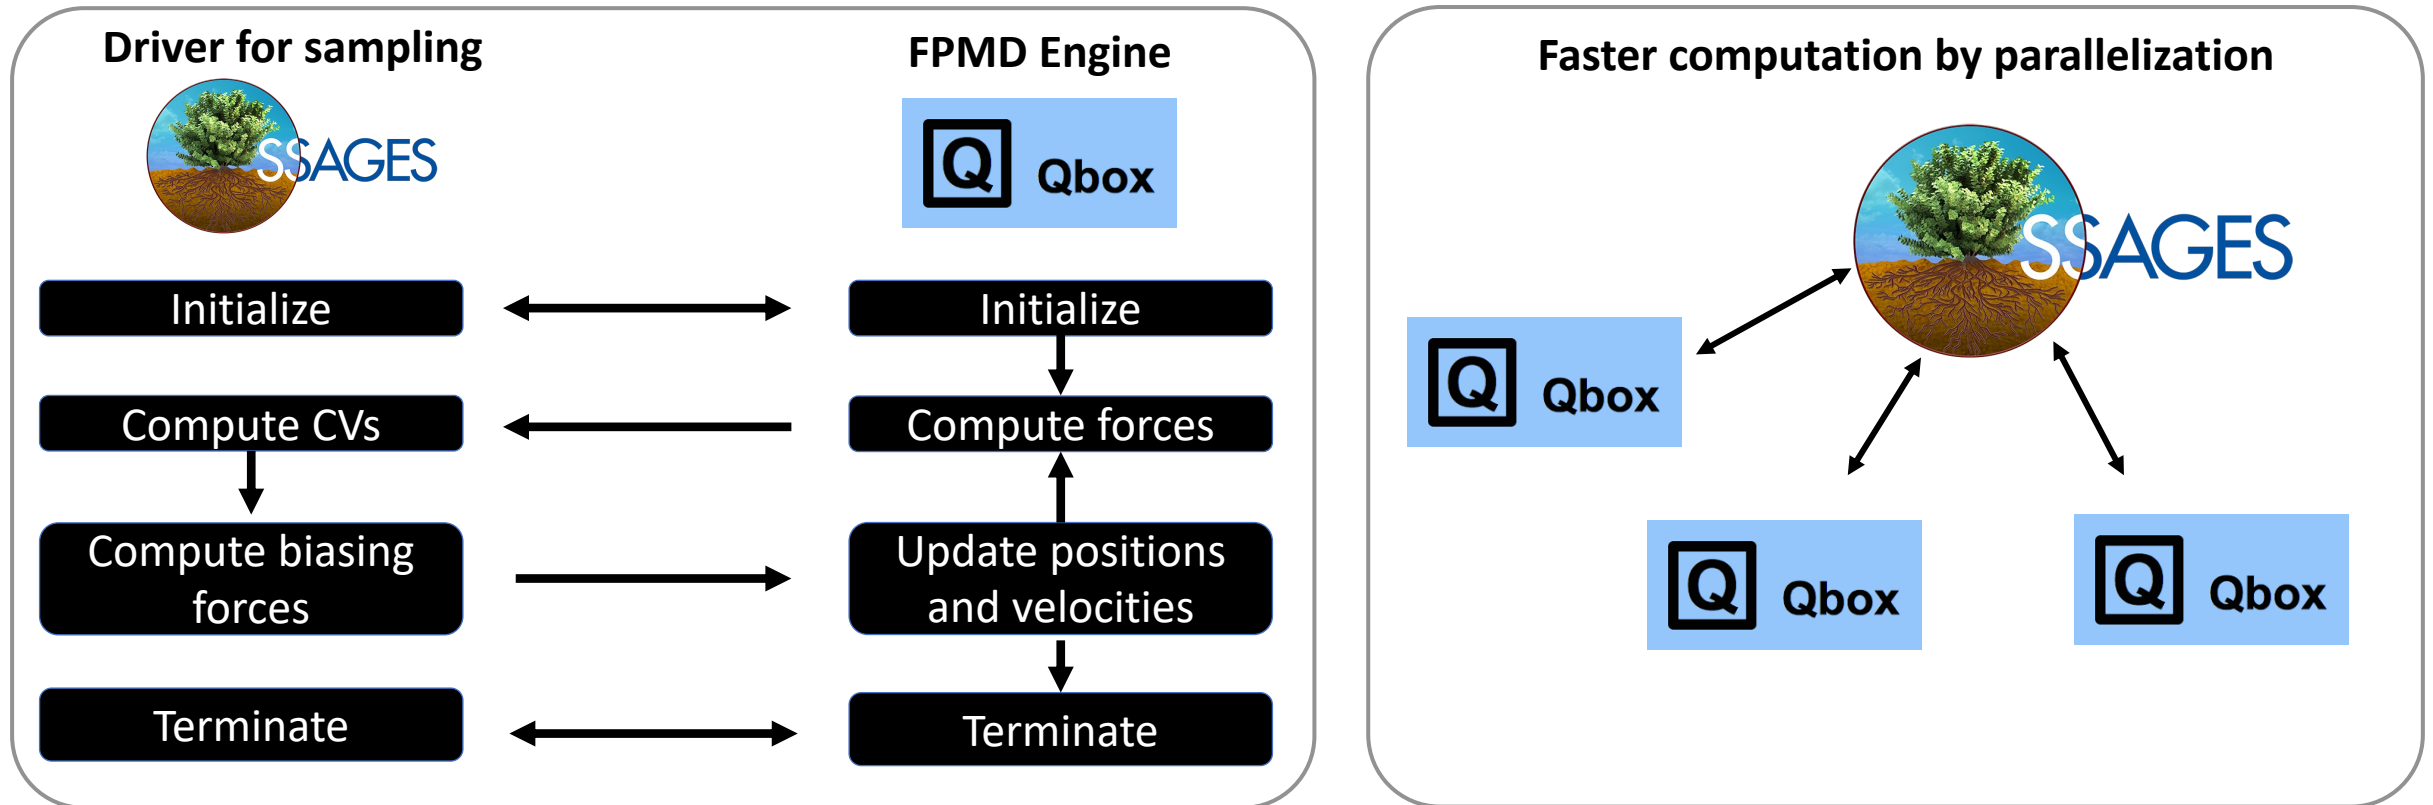 Driver for sampling
FPMD Engine
SSAGES
Q Qbox
Initialize
Initialize
Compute CVs
Compute forces
Compute biasing
forces
Update positions
and velocities
Terminate
Terminate
Faster computation by parallelization
SSAGES
Q Qbox
Q Qbox
Q Qbox